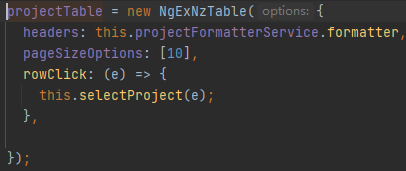 projectTable = new NgExNzTable( options: {
headers: this.projectFormatterService.formatter,
pageSizeOptions: [10],
rowClick: (e) => {
this.selectProject(e);
},
});